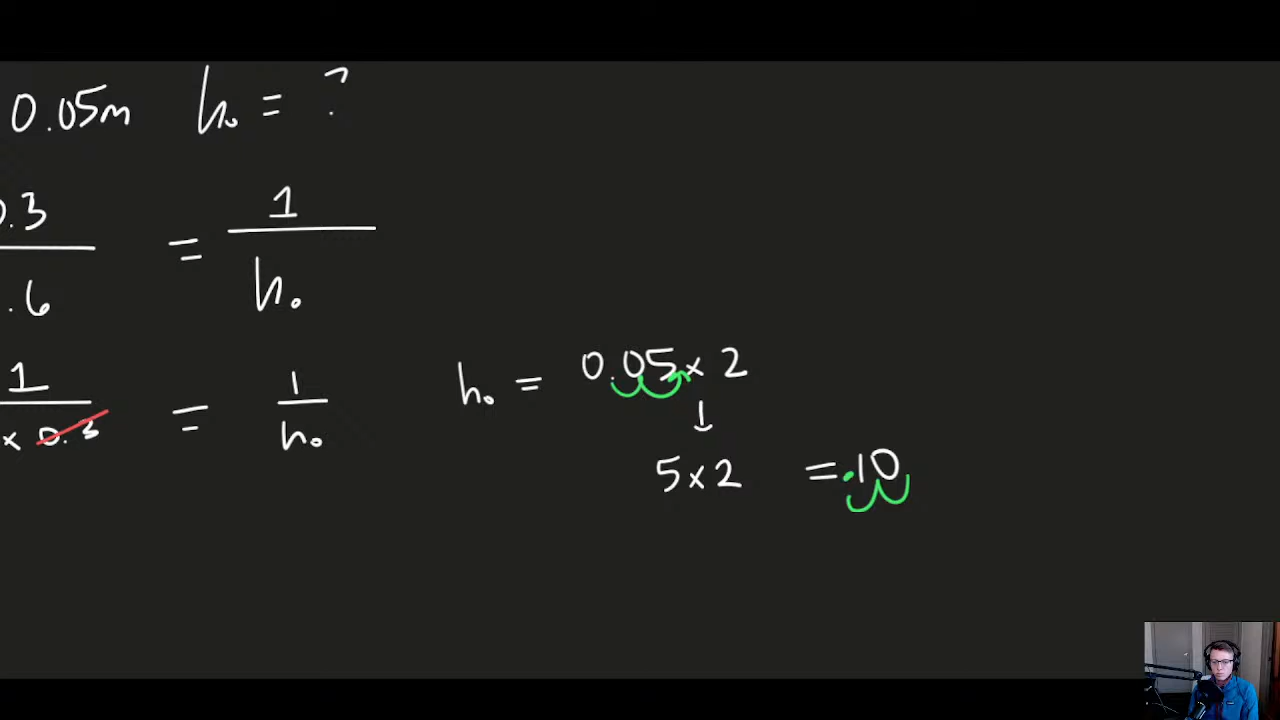 0.05m h₀ = ?
0.3 / .6 = 1 / h₀
1 / x 0.3 = 1 / h₀ h₀ = 0.05 x 2
↓
5 x 2 = .10